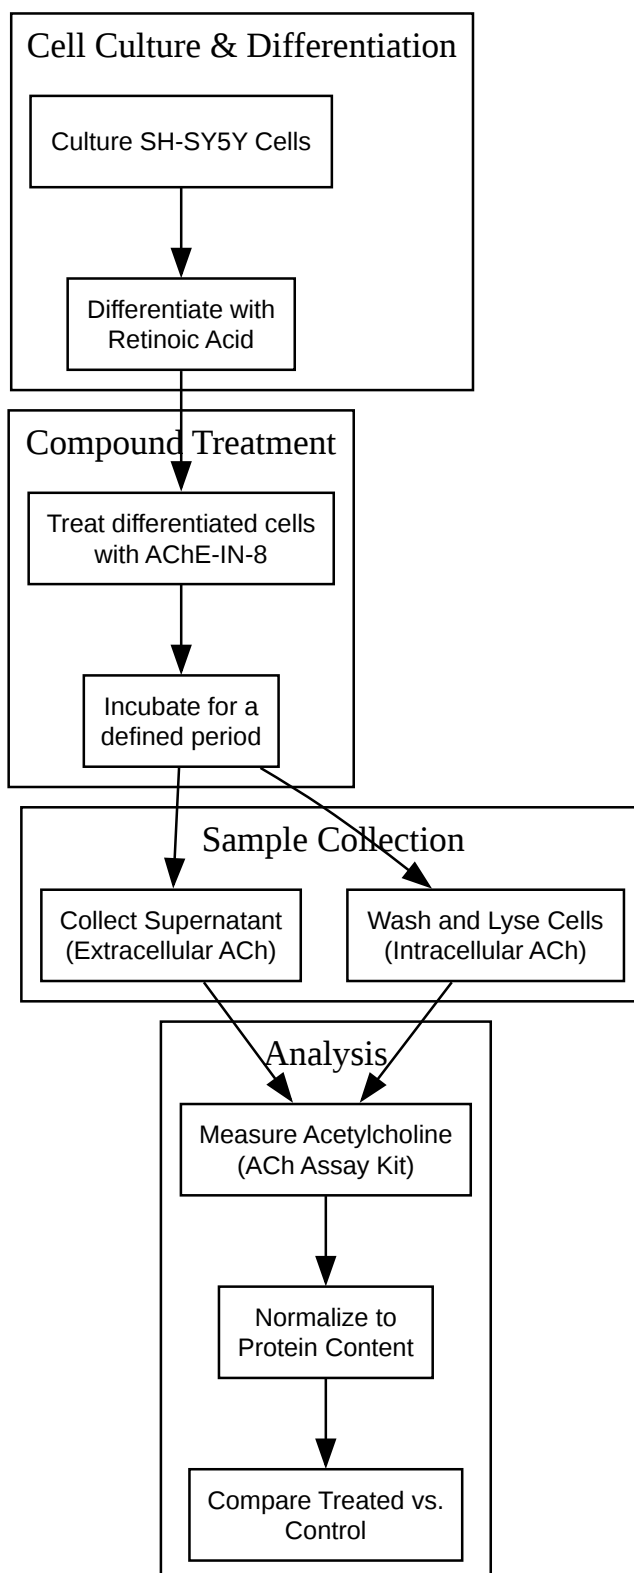 Cell Culture & Differentiation
Culture SH-SY5Y Cells
Differentiate with
Retinoic Acid
Compound Treatment
Treat differentiated cells
with AChE-IN-8
Incubate for a
defined period
Sample Collection
Collect Supernatant
(Extracellular ACh)
Wash and Lyse Cells
(Intracellular ACh)
Analysis
Measure Acetylcholine
(ACh Assay Kit)
Normalize to
Protein Content
Compare Treated vs.
Control